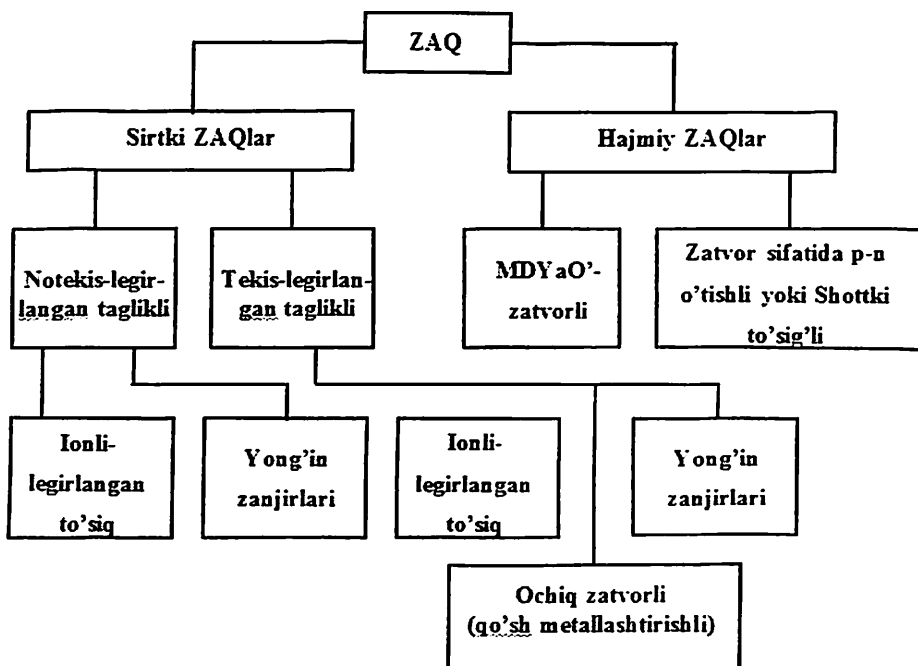 ZAQ
Sirtki ZAQlar
Hajmiy ZAQlar
Notekis-legir-
langan taglikli
Tekis-legirlan-
gan taglikli
MDYaO’-
zatvorli
Zatvor sifatida p-n
o’tishli yoki Shottki
to’sig’li
Ionli-
legirlangan
to’siq
Yong’in
zanjirlari
Ionli-
legirlangan
to’siq
Yong’in
zanjirlari
Ochiq zatvorli
(qo’sh metallashtirishli)